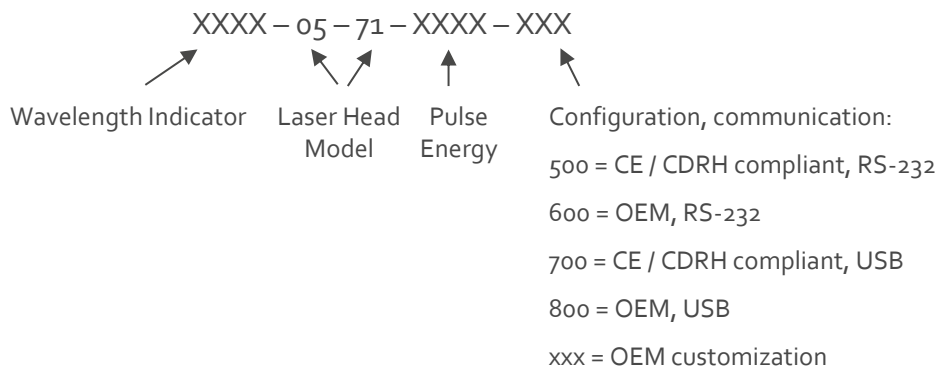 XXXX – 05 – 71 – XXXX – XXX
Wavelength Indicator
Laser Head
Model
Pulse
Energy
Configuration, communication:
500 = CE / CDRH compliant, RS-232
600 = OEM, RS-232
700 = CE / CDRH compliant, USB
800 = OEM, USB
xxx = OEM customization